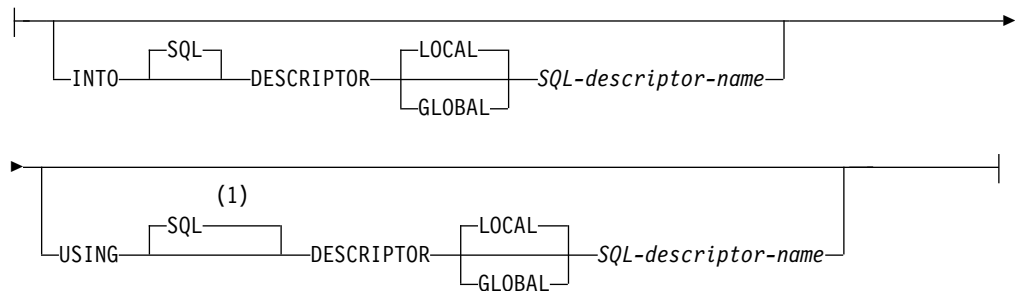 SQL LOCAL
INTO DESCRIPTOR SQL-descriptor-name
GLOBAL
(1)
SQL LOCAL
USING DESCRIPTOR SQL-descriptor-name
GLOBAL